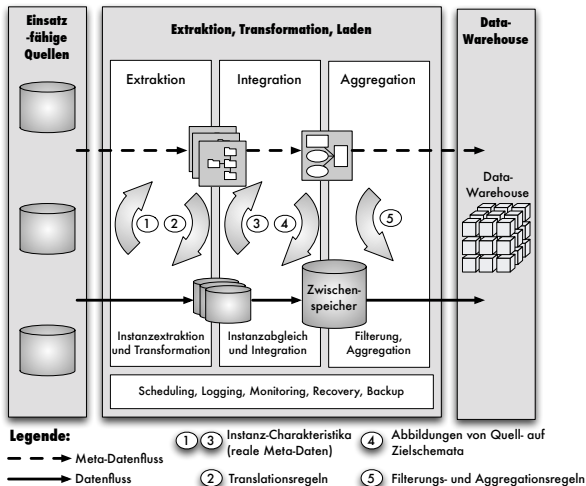 Einsatz
-fähige
Quellen
Extraktion, Transformation, Laden
Data-
Warehouse
Extraktion
Integration
Aggregation
Data-
Warehouse
1
2
3
4
5
Zwischen-
speicher
Instanzextraktion
und Transformation
Instanzabgleich
und Integration
Filterung,
Aggregation
Scheduling, Logging, Monitoring, Recovery, Backup
Legende:
Meta-Datenfluss
Datenfluss
1 3 Instanz-Charakteristika
(reale Meta-Daten)
2 Translationsregeln
4 Abbildungen von Quell- auf
Zielschemata
5 Filterungs- und Aggregationsregeln